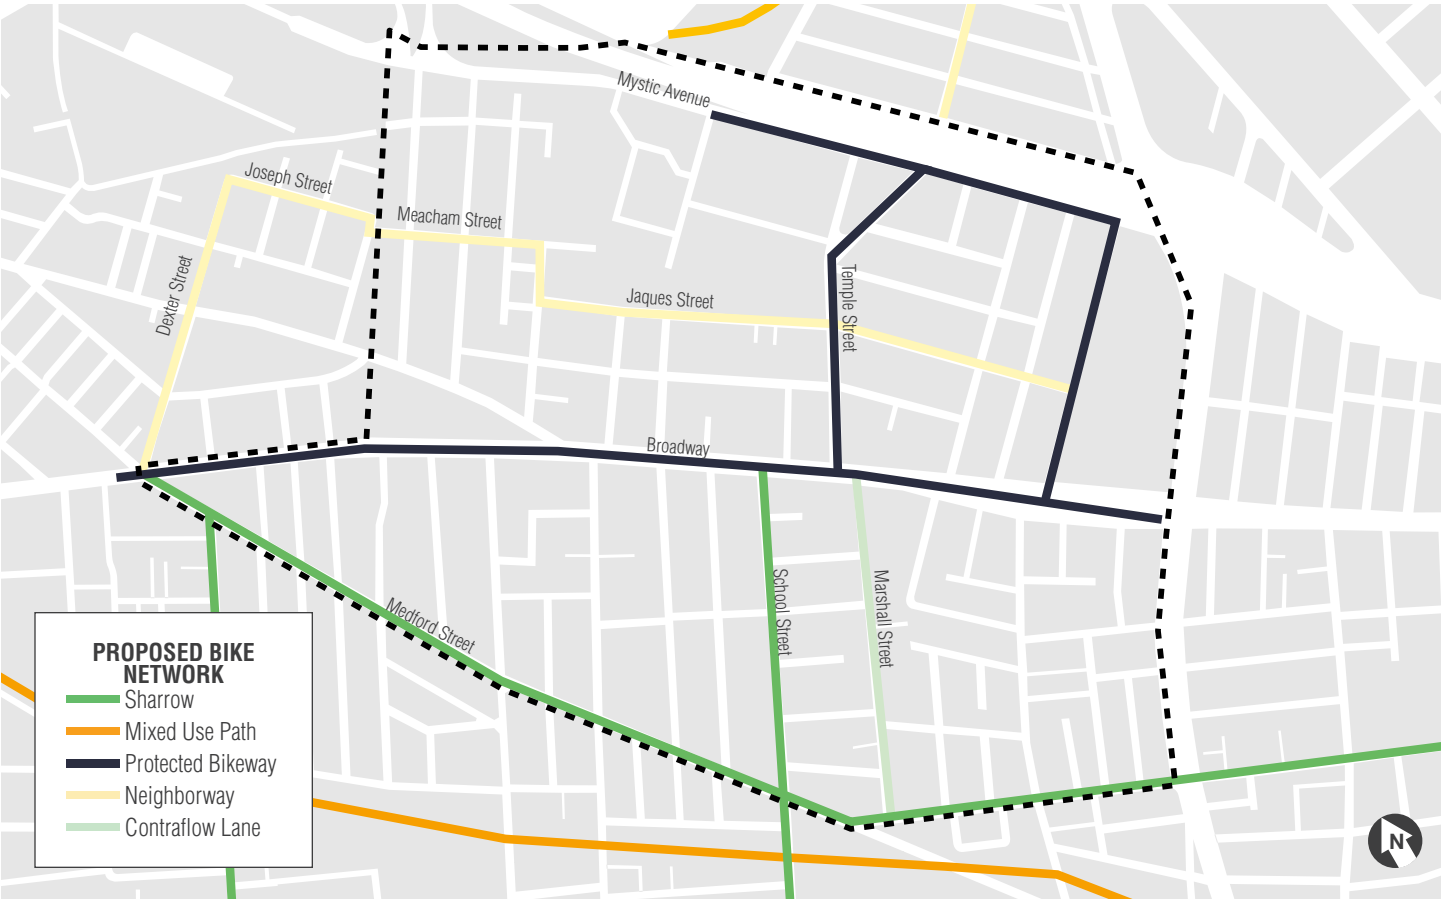 Mystic Avenue
Joseph Street
Meacham Street
Dexter Street
Jaques Street
Temple Street
Broadway
School Street
Marshall Street
Medford Street
PROPOSED BIKE
NETWORK
Sharrow
Mixed Use Path
Protected Bikeway
Neighborway
Contraflow Lane
N